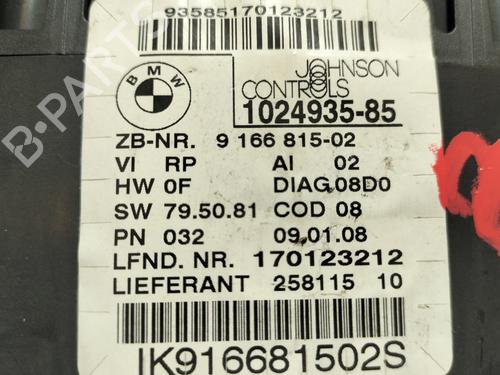 93585170123212
BMW
JOHNSON
CONTROLS
1024935-85
ZB-NR. 9 166 815-02
VI RP AI 02
HW 0F DIAG.08D0
SW 79.50.81 COD 08
PN 032 09.01.08
LFND. NR. 170123212
LIEFERANT 258115 10
IK916681502S